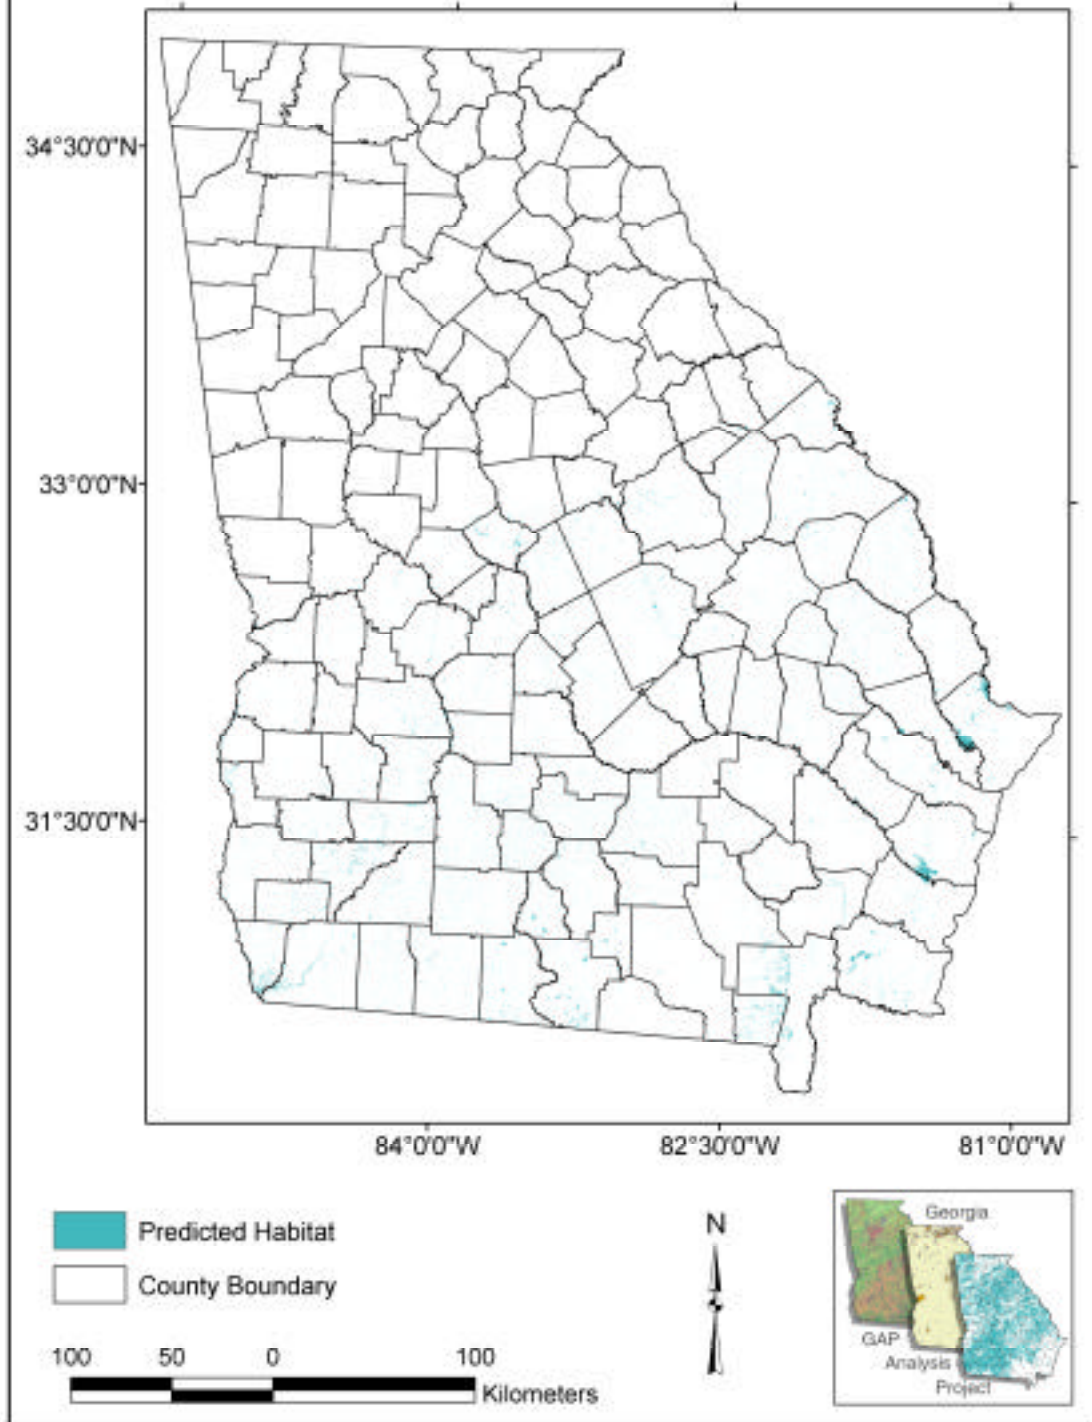 34°30'0"N
33°0'0"N
31°30'0"N
84°0'0"W 82°30'0"W 81°0'0"W
Predicted Habitat
County Boundary
N
100 50 0 100
Kilometers
Georgia
GAP
Analysis
Project